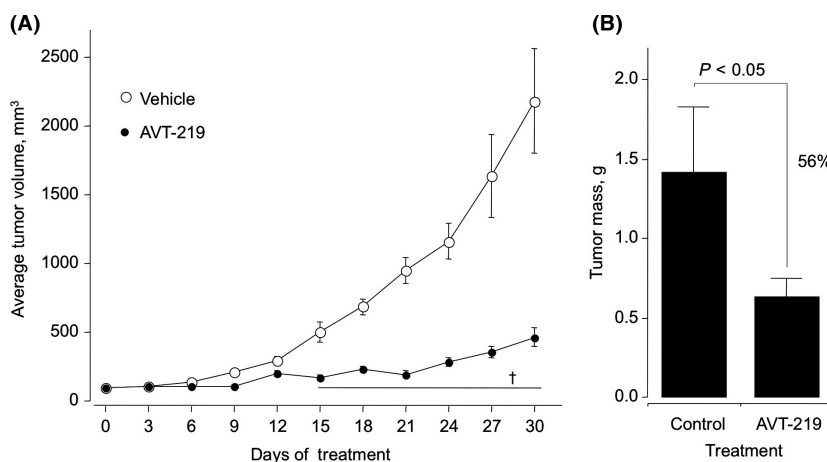 (A)
Average tumor volume, mm³
2500
2000
1500
1000
500
0
Vehicle
AVT-219
†
0 3 6 9 12 15 18 21 24 27 30
Days of treatment
(B)
Tumor mass, g
2.0
1.5
1.0
0.5
0.0
P < 0.05
56%
Control AVT-219
Treatment